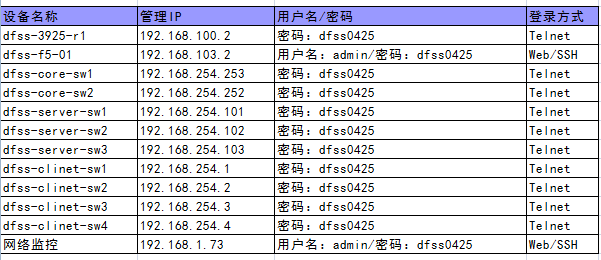 设备名称 管理IP 用户名/密码 登录方式
dfss-3925-r1 192.168.100.2 密码：dfss0425 Telnet
dfss-f5-01 192.168.103.2 用户名：admin/密码：dfss0425 Web/SSH
dfss-core-sw1 192.168.254.253 密码：dfss0425 Telnet
dfss-core-sw2 192.168.254.252 密码：dfss0425 Telnet
dfss-server-sw1 192.168.254.101 密码：dfss0425 Telnet
dfss-server-sw2 192.168.254.102 密码：dfss0425 Telnet
dfss-server-sw3 192.168.254.103 密码：dfss0425 Telnet
dfss-clinet-sw1 192.168.254.1 密码：dfss0425 Telnet
dfss-clinet-sw2 192.168.254.2 密码：dfss0425 Telnet
dfss-clinet-sw3 192.168.254.3 密码：dfss0425 Telnet
dfss-clinet-sw4 192.168.254.4 密码：dfss0425 Telnet
网络监控 192.168.1.73 用户名：admin/密码：dfss0425 Web/SSH